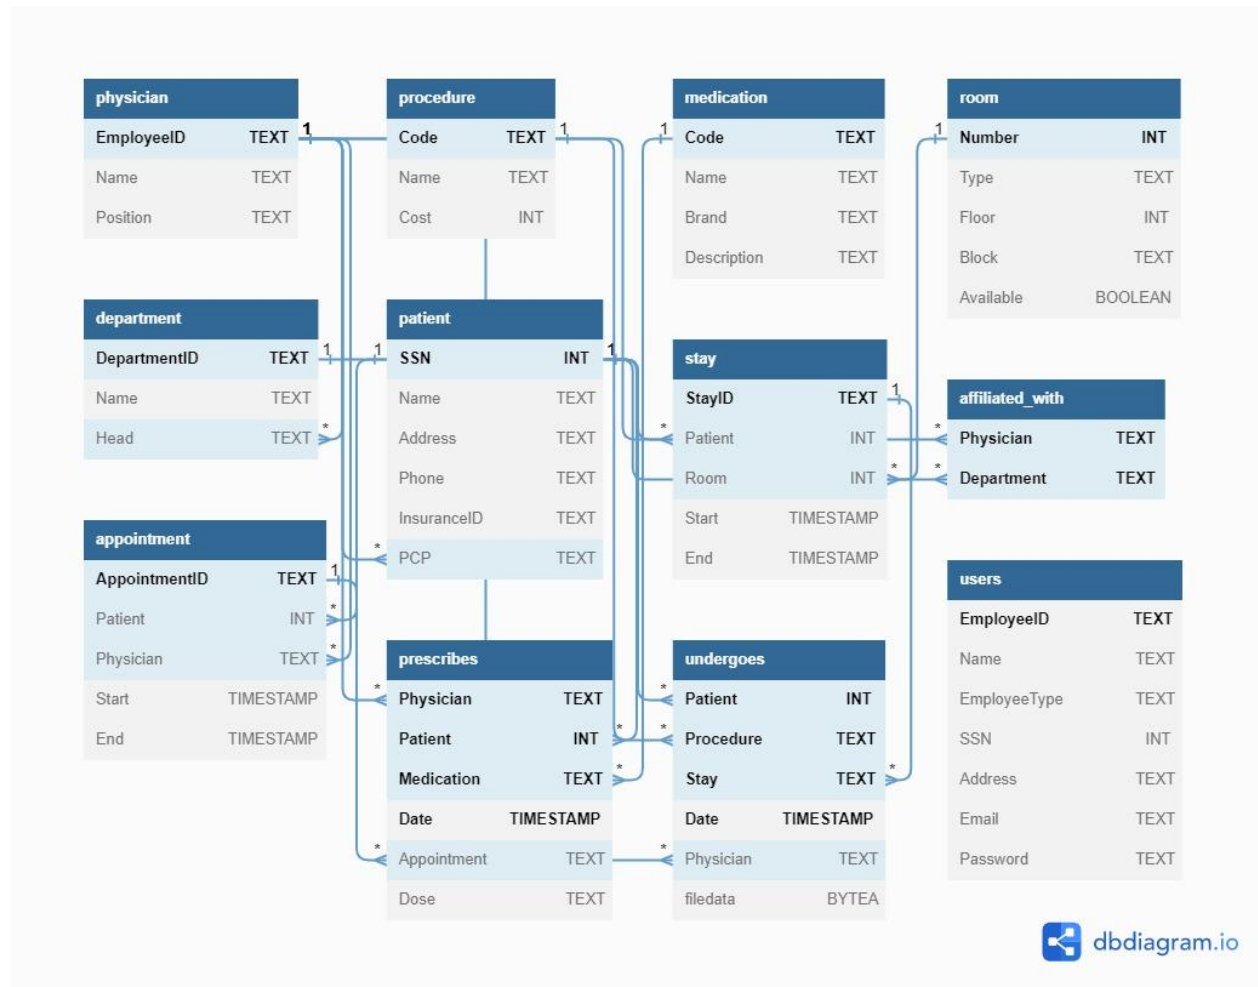 physician
EmployeeID TEXT 1
Name TEXT
Position TEXT
procedure
Code TEXT 1
Name TEXT
Cost INT
medication
1 Code TEXT
Name TEXT
Brand TEXT
Description TEXT
room
1 Number INT
Type TEXT
Floor INT
Block TEXT
Available BOOLEAN
department
DepartmentID TEXT 1
Name TEXT
Head TEXT *
patient
1 SSN INT 1
Name TEXT
Address TEXT
Phone TEXT
InsuranceID TEXT
* PCP TEXT
stay
StayID TEXT 1
* Patient INT
Room INT *
Start TIMESTAMP
End TIMESTAMP
affiliated_with
* Physician TEXT
* Department TEXT
appointment
AppointmentID TEXT 1
Patient INT *
Physician TEXT *
Start TIMESTAMP
End TIMESTAMP
prescribes
* Physician TEXT
Patient INT *
Medication TEXT *
Date TIMESTAMP
* Appointment TEXT
Dose TEXT
undergoes
* Patient INT
* Procedure TEXT
Stay TEXT *
Date TIMESTAMP
* Physician TEXT
filedata BYTEA
users
EmployeeID TEXT
Name TEXT
EmployeeType TEXT
SSN INT
Address TEXT
Email TEXT
Password TEXT
dbdiagram.io